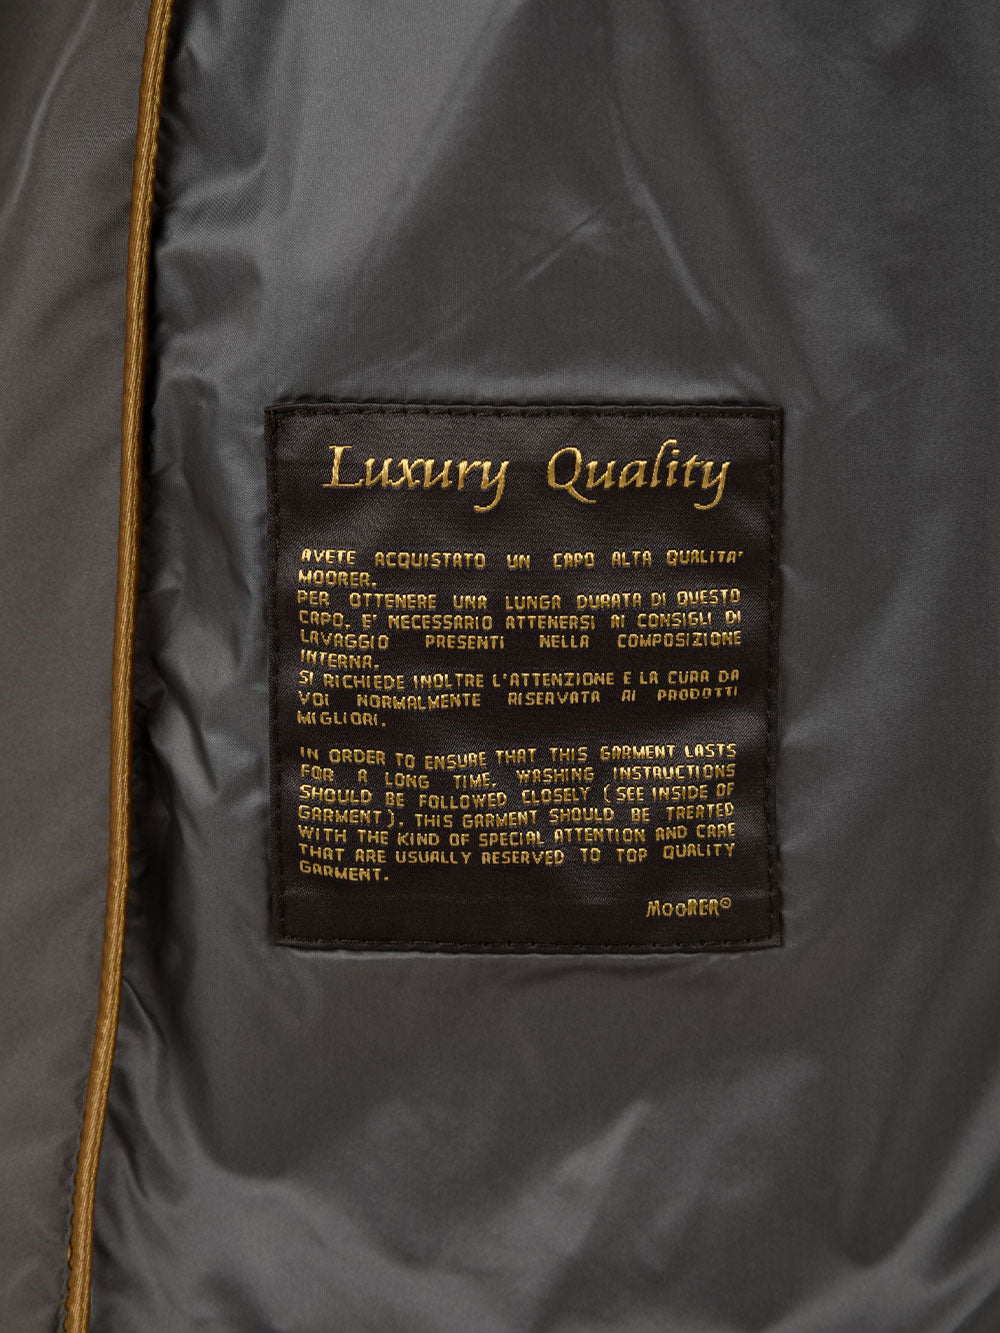 Luxury Quality
AVETE ACQUISTATO UN CAPO ALTA QUALITA'
MOORER.
PER OTTENERE UNA LUNGA DURATA DI QUESTO
CAPO, E' NECESSARIO ATTENERSI AI CONSIGLI DI
LAVAGGIO PRESENTI NELLA COMPOSIZIONE
INTERNA.
SI RICHIEDE INOLTRE L'ATTENZIONE E LA CURA DA
VOI NORMALMENTE RISERVATA AI PRODOTTI
MIGLIORI.
IN ORDER TO ENSURE THAT THIS GARMENT LASTS
FOR A LONG TIME, WASHING INSTRUCTIONS
SHOULD BE FOLLOWED CLOSELY (SEE INSIDE OF
GARMENT). THIS GARMENT SHOULD BE TREATED
WITH THE KIND OF SPECIAL ATTENTION AND CARE
THAT ARE USUALLY RESERVED TO TOP QUALITY
GARMENT.
MOORER®